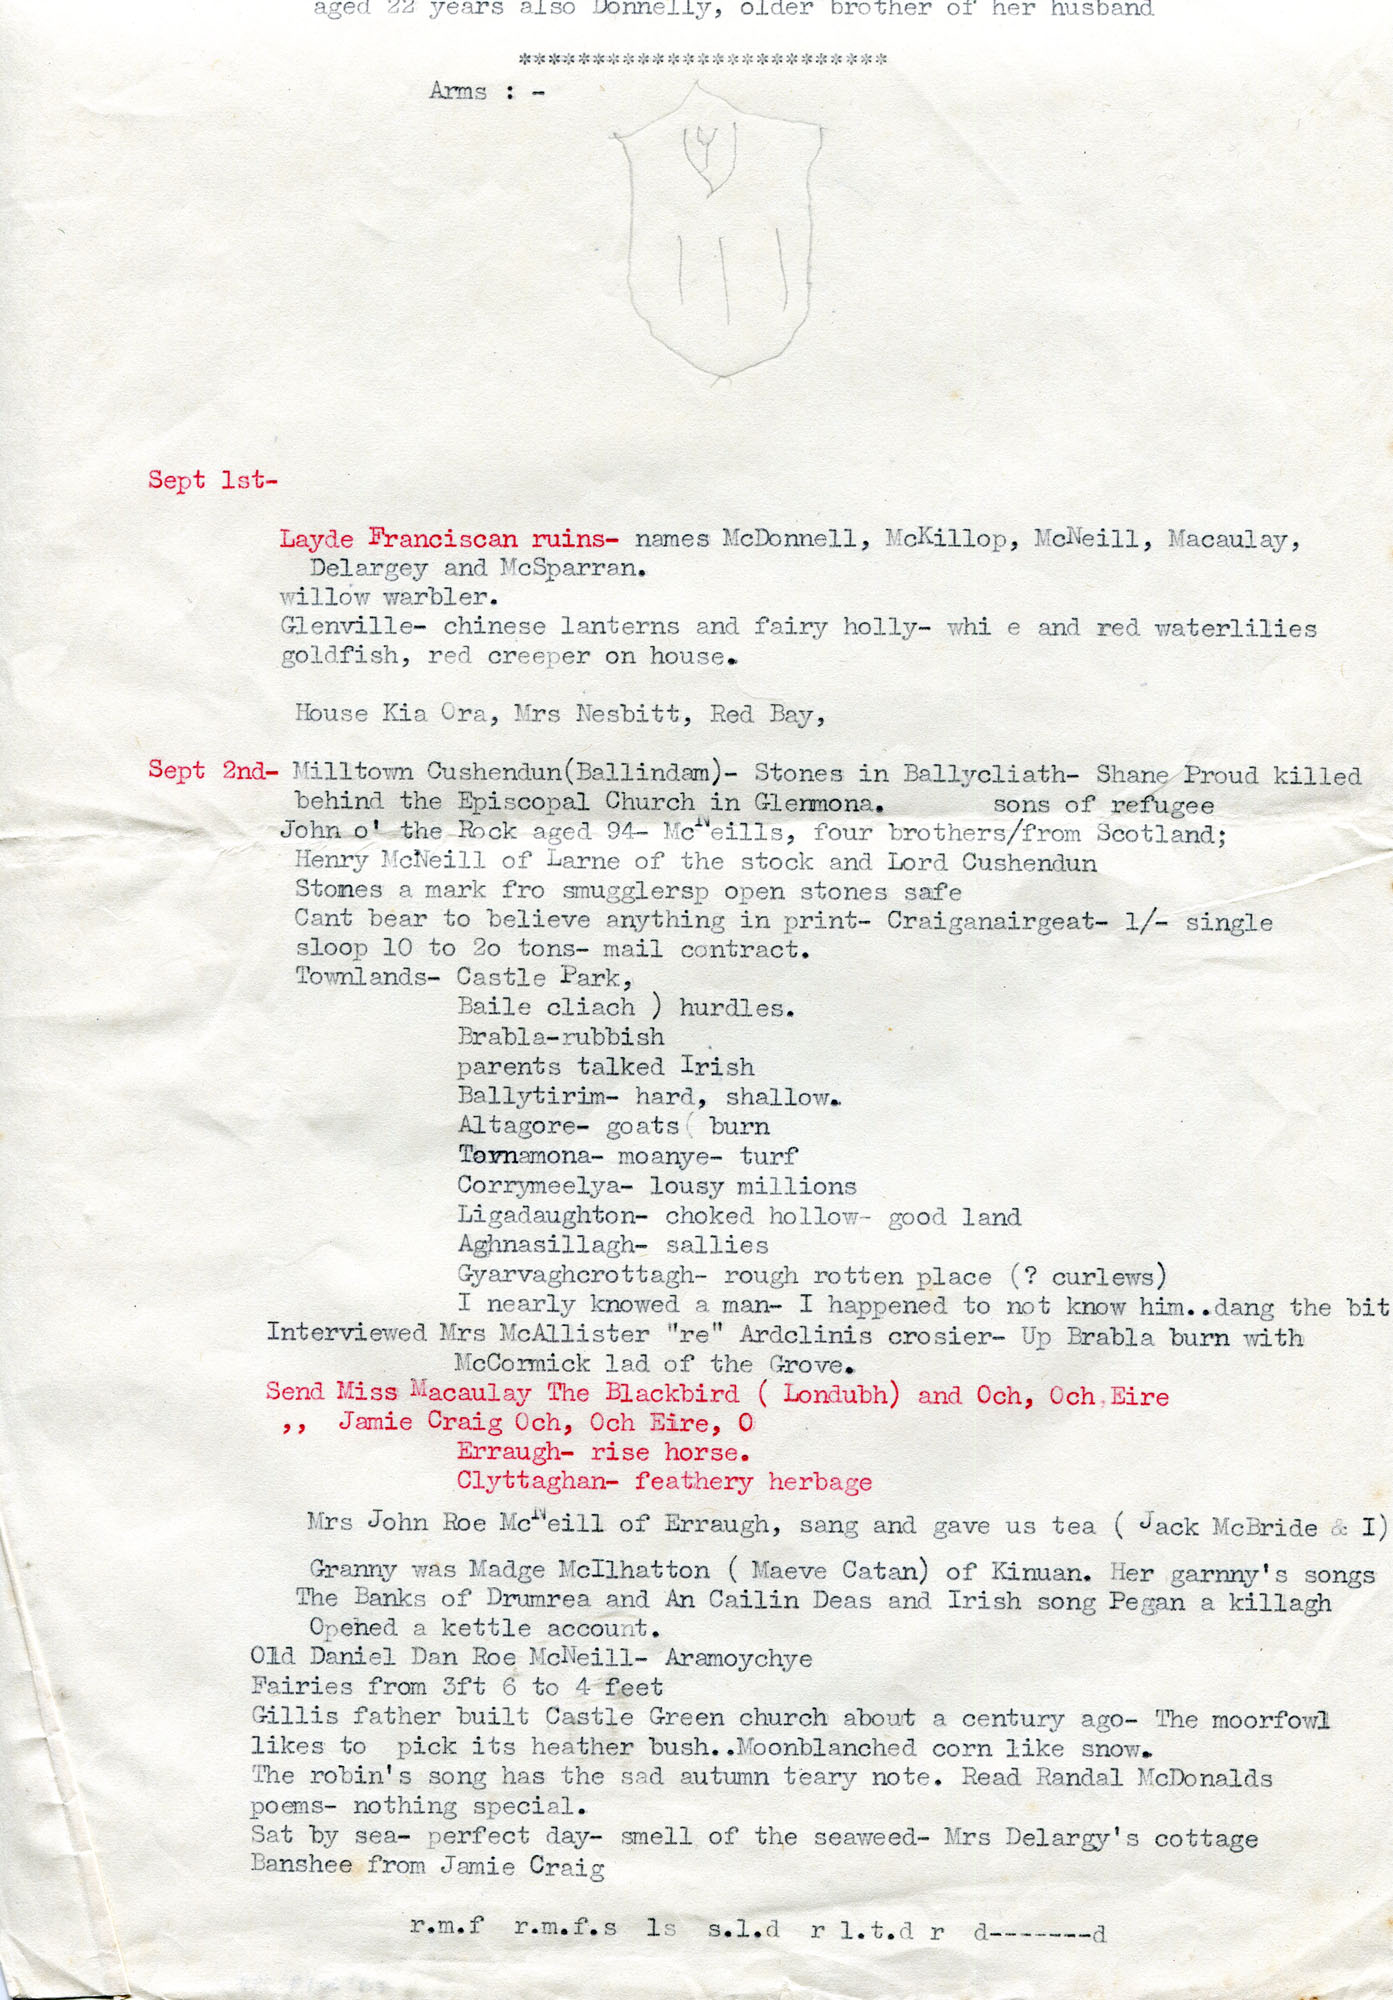 aged 22 years also Donnelly, older brother of her husband
*************************
Arms : -
Sept 1st-
Layde Franciscan ruins- names McDonnell, McKillop, McNeill, Macaulay,
Delargey and McSparran.
willow warbler.
Glenville- chinese lanterns and fairy holly- whi e and red waterlilies
goldfish, red creeper on house.
House Kia Ora, Mrs Nesbitt, Red Bay,
Sept 2nd- Milltown Cushendun(Ballindam)- Stones in Ballycliath- Shane Proud killed
behind the Episcopal Church in Glenmona. sons of refugee
John o' the Rock aged 94- McNeills, four brothers/from Scotland;
Henry McNeill of Larne of the stock and Lord Cushendun
Stones a mark fro smugglersp open stones safe
Cant bear to believe anything in print- Craiganairgeat- 1/- single
sloop 10 to 2o tons- mail contract.
Townlands- Castle Park,
Baile cliach ) hurdles.
Brabla-rubbish
parents talked Irish
Ballytirim- hard, shallow.
Altagore- goats( burn
Tornamona- moanye- turf
Corrymeelya- lousy millions
Ligadaughton- choked hollow- good land
Aghnasillagh- sallies
Gyarvaghcrottagh- rough rotten place (? curlews)
I nearly knowed a man- I happened to not know him..dang the bit
Interviewed Mrs McAllister "re" Ardclinis crosier- Up Brabla burn with
McCormick lad of the Grove.
Send Miss Macaulay The Blackbird ( Londubh) and Och, Och,Eire
,, Jamie Craig Och, Och Eire, O
Erraugh- rise horse.
Clyttaghan- feathery herbage
Mrs John Roe McNeill of Erraugh, sang and gave us tea ( Jack McBride & I)
Granny was Madge McIlhatton ( Maeve Catan) of Kinuan. Her garnny's songs
The Banks of Drumrea and An Cailin Deas and Irish song Pegan a killagh
Opened a kettle account.
Old Daniel Dan Roe McNeill- Aramoychye
Fairies from 3ft 6 to 4 feet
Gillis father built Castle Green church about a century ago- The moorfowl
likes to pick its heather bush..Moonblanched corn like snow.
The robin's song has the sad autumn teary note. Read Randal McDonalds
poems- nothing special.
Sat by sea- perfect day- smell of the seaweed- Mrs Delargy's cottage
Banshee from Jamie Craig
r.m.f r.m.f.s ls s.l.d r l.t.d r d-------d